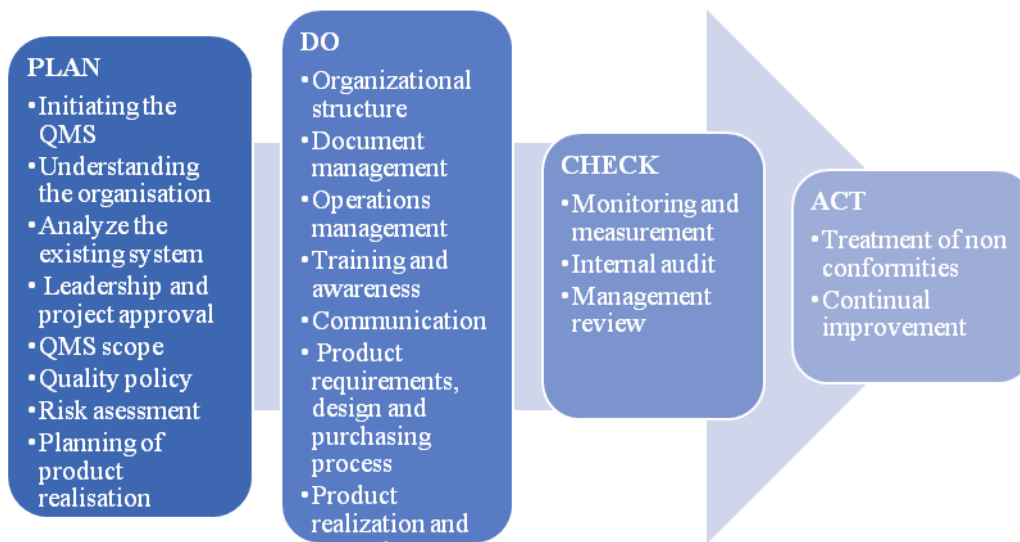 PLAN
•Initiating the
QMS
•Understanding
the organisation
•Analyze the
existing system
• Leadership and
project approval
•QMS scope
•Quality policy
•Risk asessment
•Planning of
product
realisation
DO
•Organizational
structure
•Document
management
•Operations
management
•Training and
awareness
•Communication
• Product
requirements,
design and
purchasing
process
•Product
realization and
CHECK
•Monitoring and
measurement
•Internal audit
•Management
review
ACT
•Treatment of non
conformities
•Continual
improvement